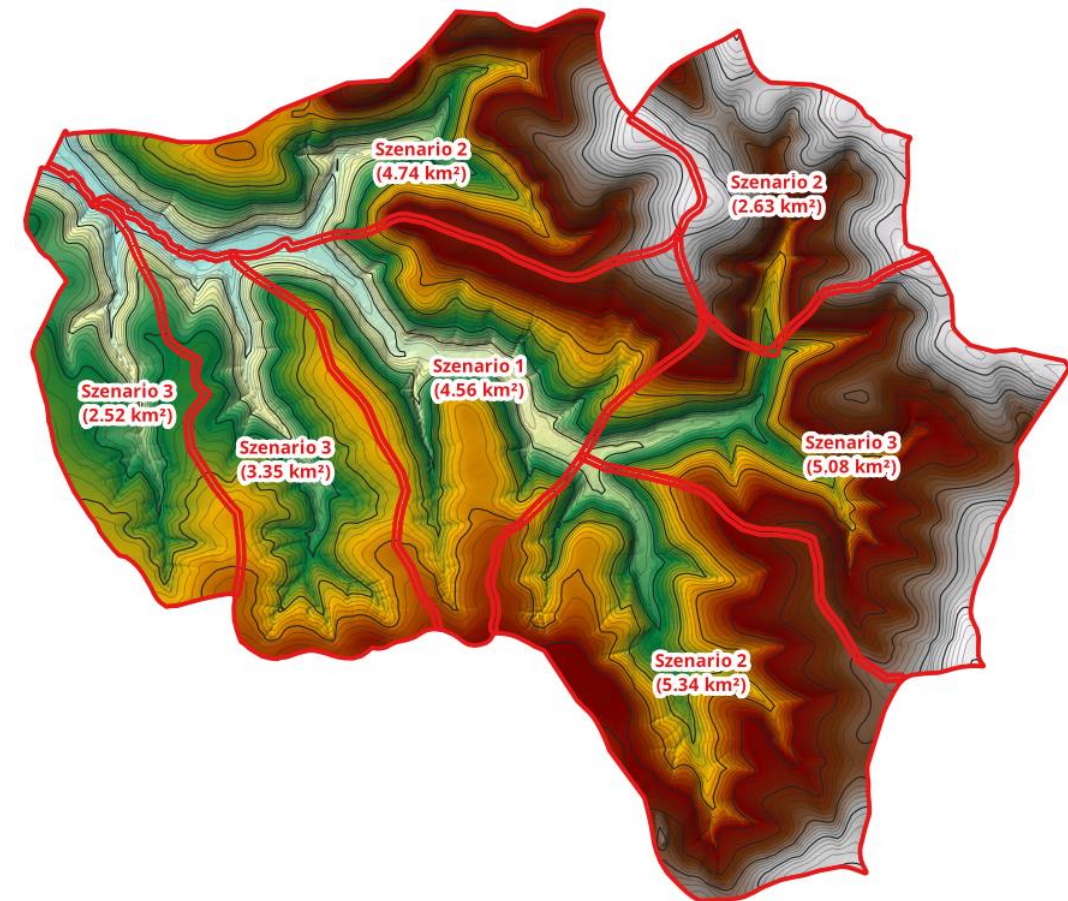 Szenario 2
(4.74 km²)
Szenario 2
(2.63 km²)
Szenario 1
(4.56 km²)
Szenario 3
(2.52 km²)
Szenario 3
(3.35 km²)
Szenario 3
(5.08 km²)
Szenario 2
(5.34 km²)